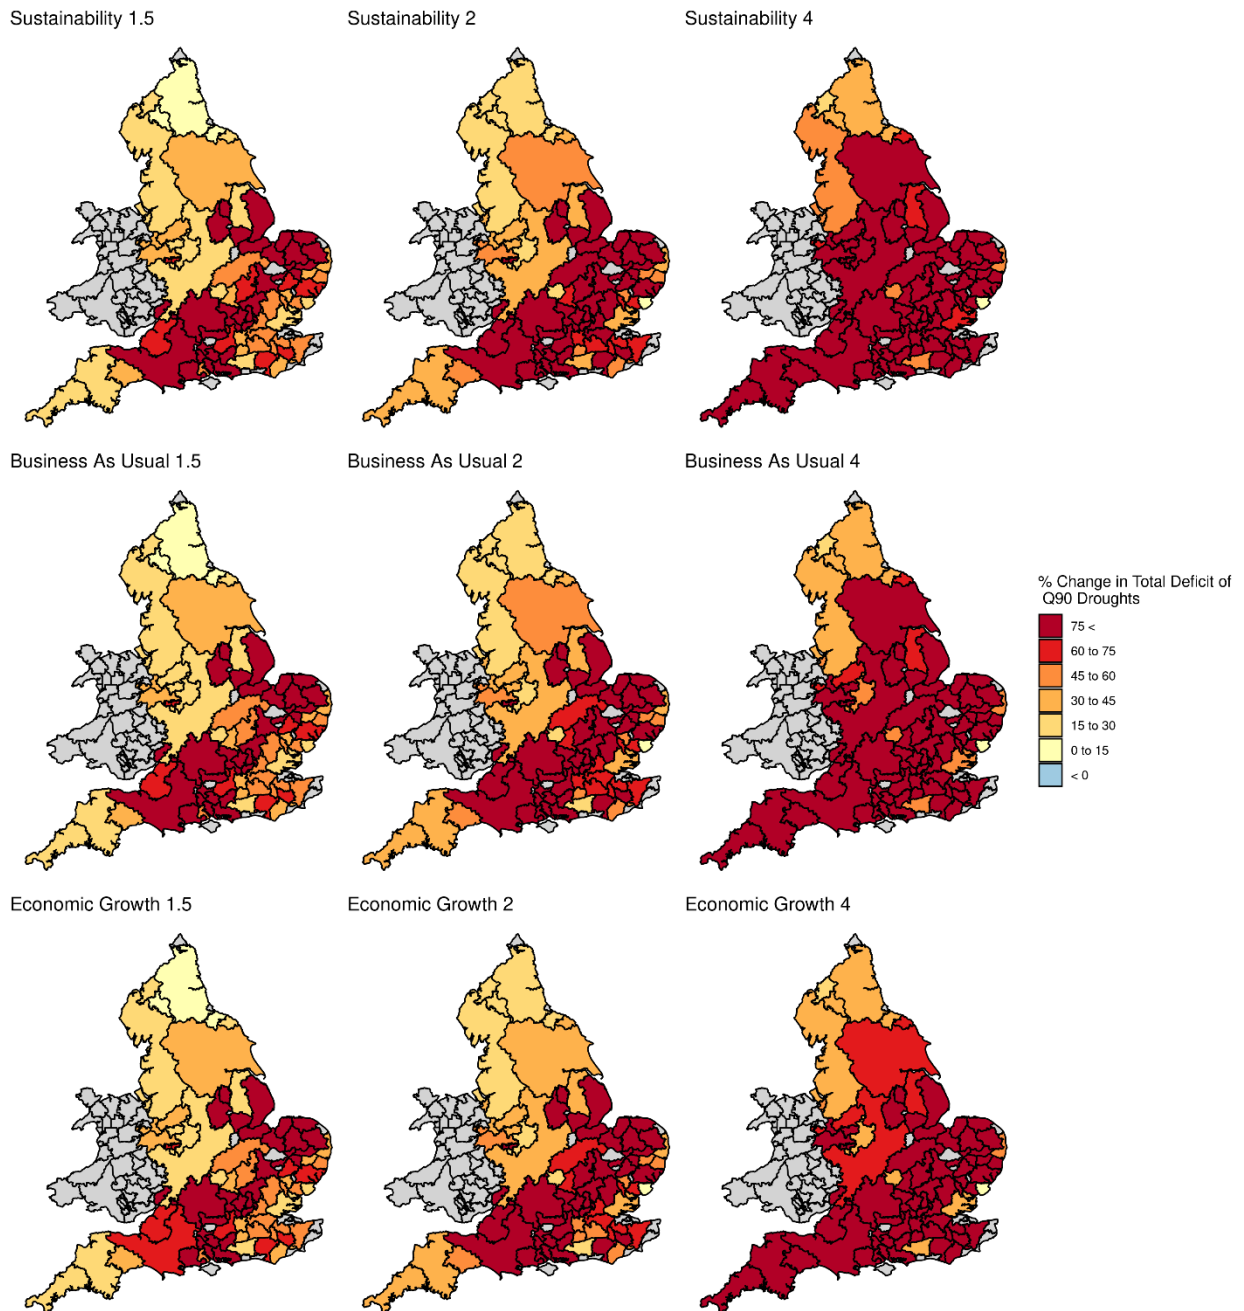 Sustainability 1.5
Sustainability 2
Sustainability 4
Business As Usual 1.5
Business As Usual 2
Business As Usual 4
% Change in Total Deficit of
Q90 Droughts
75 <
60 to 75
45 to 60
30 to 45
15 to 30
0 to 15
< 0
Economic Growth 1.5
Economic Growth 2
Economic Growth 4